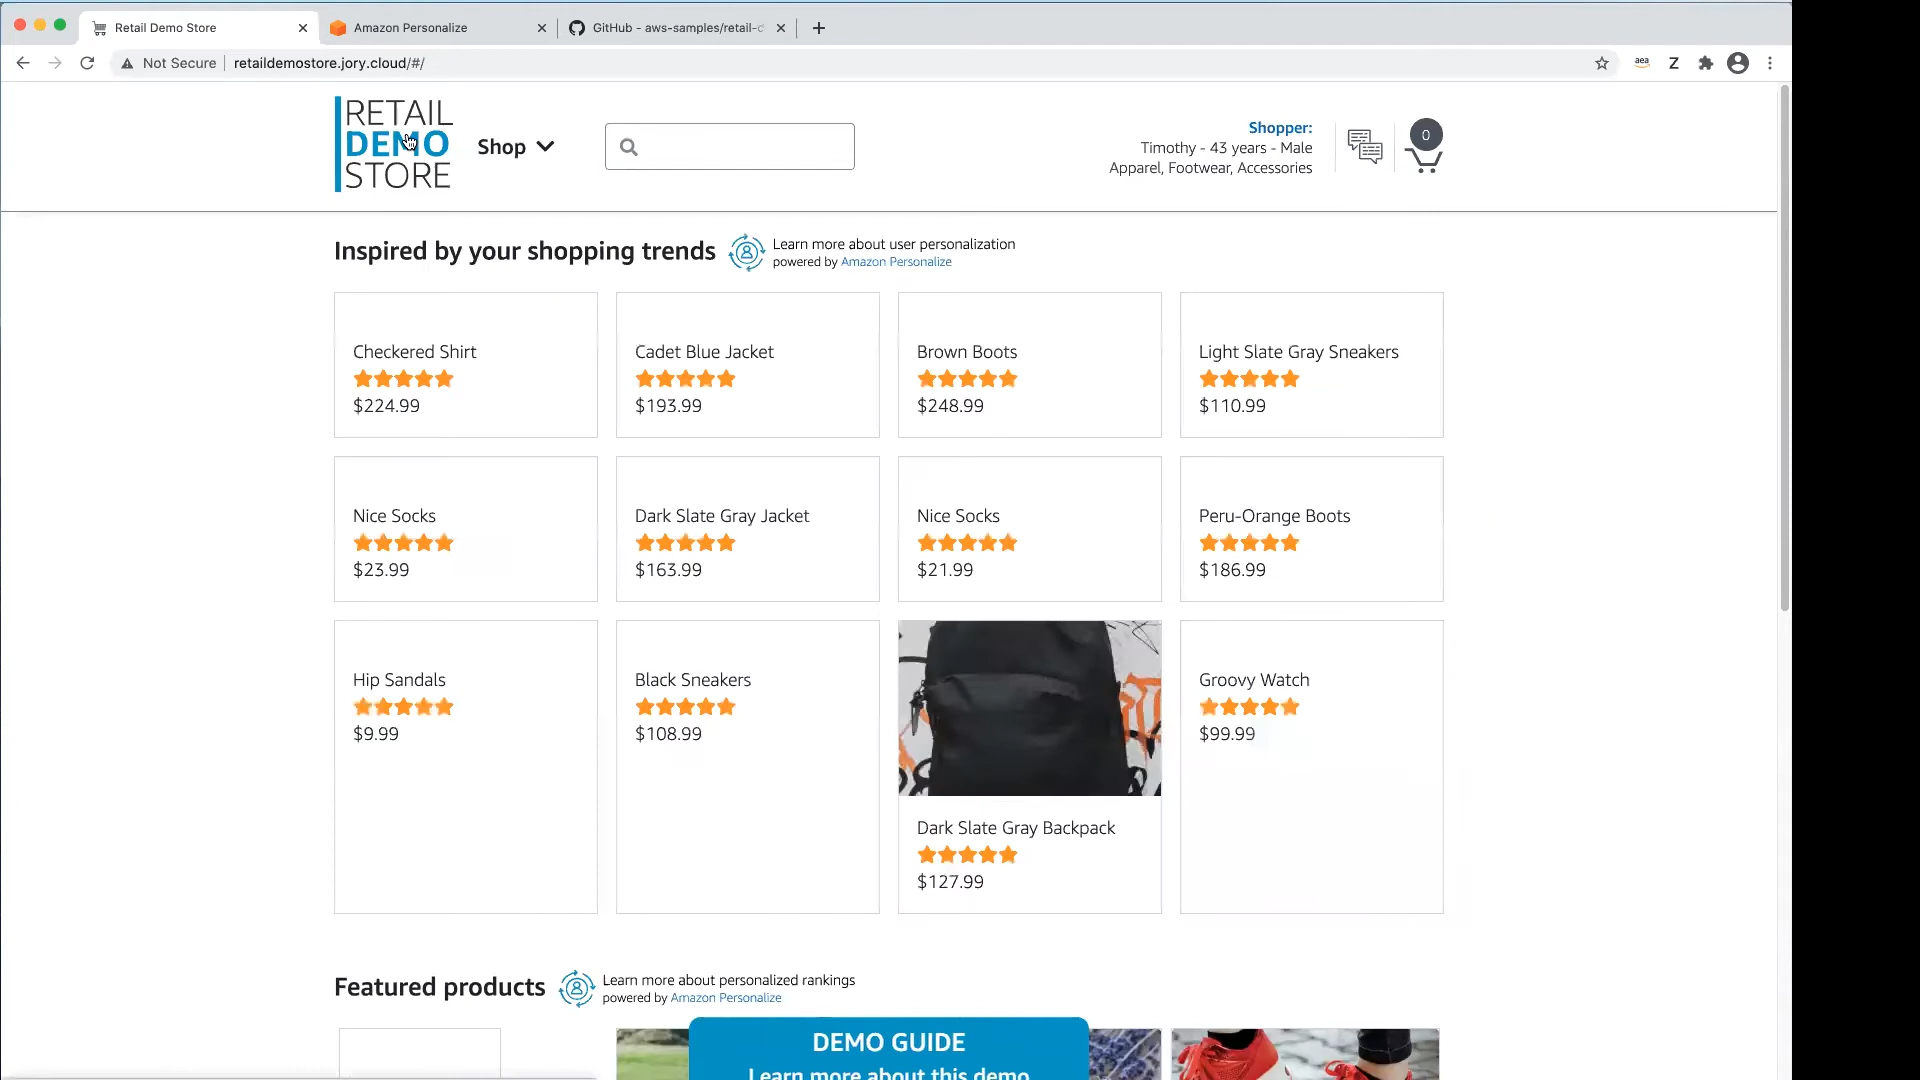 Retail Demo Store
Amazon Personalize
GitHub - aws-samples/retail-d
Not Secure
retaildemostore.jory.cloud/#/
aea
Z
RETAIL
DEMO
STORE
Shop
Shopper:
Timothy - 43 years - Male
Apparel, Footwear, Accessories
0
Inspired by your shopping trends
Learn more about user personalization
powered by Amazon Personalize
Checkered Shirt
$224.99
Cadet Blue Jacket
$193.99
Brown Boots
$248.99
Light Slate Gray Sneakers
$110.99
Nice Socks
$23.99
Dark Slate Gray Jacket
$163.99
Nice Socks
$21.99
Peru-Orange Boots
$186.99
Hip Sandals
$9.99
Black Sneakers
$108.99
Dark Slate Gray Backpack
$127.99
Groovy Watch
$99.99
Featured products
Learn more about personalized rankings
powered by Amazon Personalize
DEMO GUIDE
Learn more about this demo